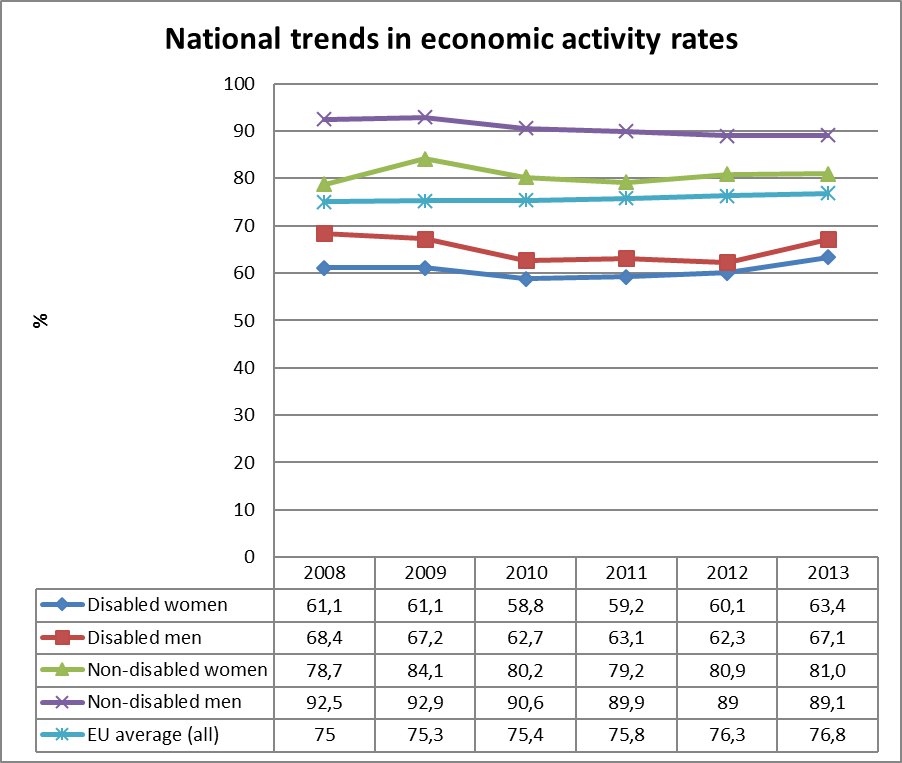 National trends in economic activity rates
100
90
80
70
60
50
40
30
20
10
0
%
2008 2009 2010 2011 2012 2013
Disabled women 61,1 61,1 58,8 59,2 60,1 63,4
Disabled men 68,4 67,2 62,7 63,1 62,3 67,1
Non-disabled women 78,7 84,1 80,2 79,2 80,9 81,0
Non-disabled men 92,5 92,9 90,6 89,9 89 89,1
EU average (all) 75 75,3 75,4 75,8 76,3 76,8